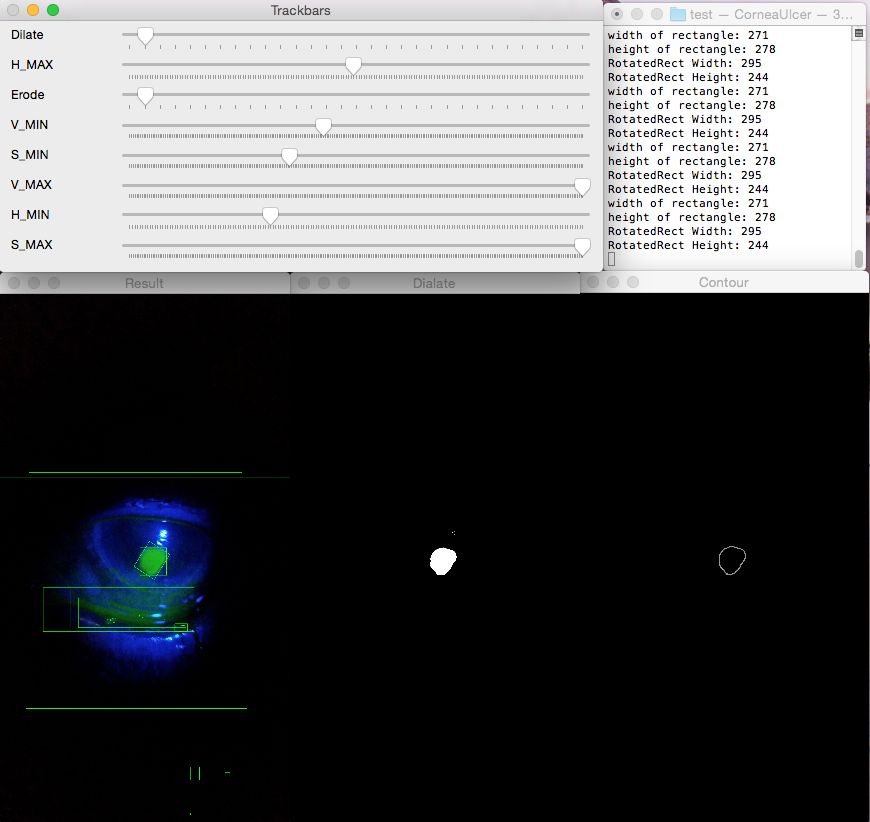 Trackbars
Dilate
H_MAX
Erode
V_MIN
S_MIN
V_MAX
H_MIN
S_MAX
test — CorneaUlcer — 3...
width of rectangle: 271
height of rectangle: 278
RotatedRect Width: 295
RotatedRect Height: 244
width of rectangle: 271
height of rectangle: 278
RotatedRect Width: 295
RotatedRect Height: 244
width of rectangle: 271
height of rectangle: 278
RotatedRect Width: 295
RotatedRect Height: 244
width of rectangle: 271
height of rectangle: 278
RotatedRect Width: 295
RotatedRect Height: 244
Result
Dialate
Contour